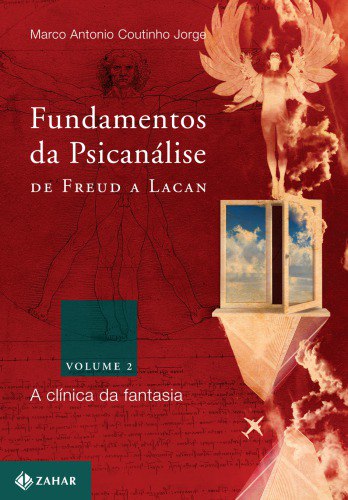 Marco Antonio Coutinho Jorge
Fundamentos
da Psicanálise
DE FREUD A LACAN
VOLUME 2
A clínica da fantasia
ZAHAR